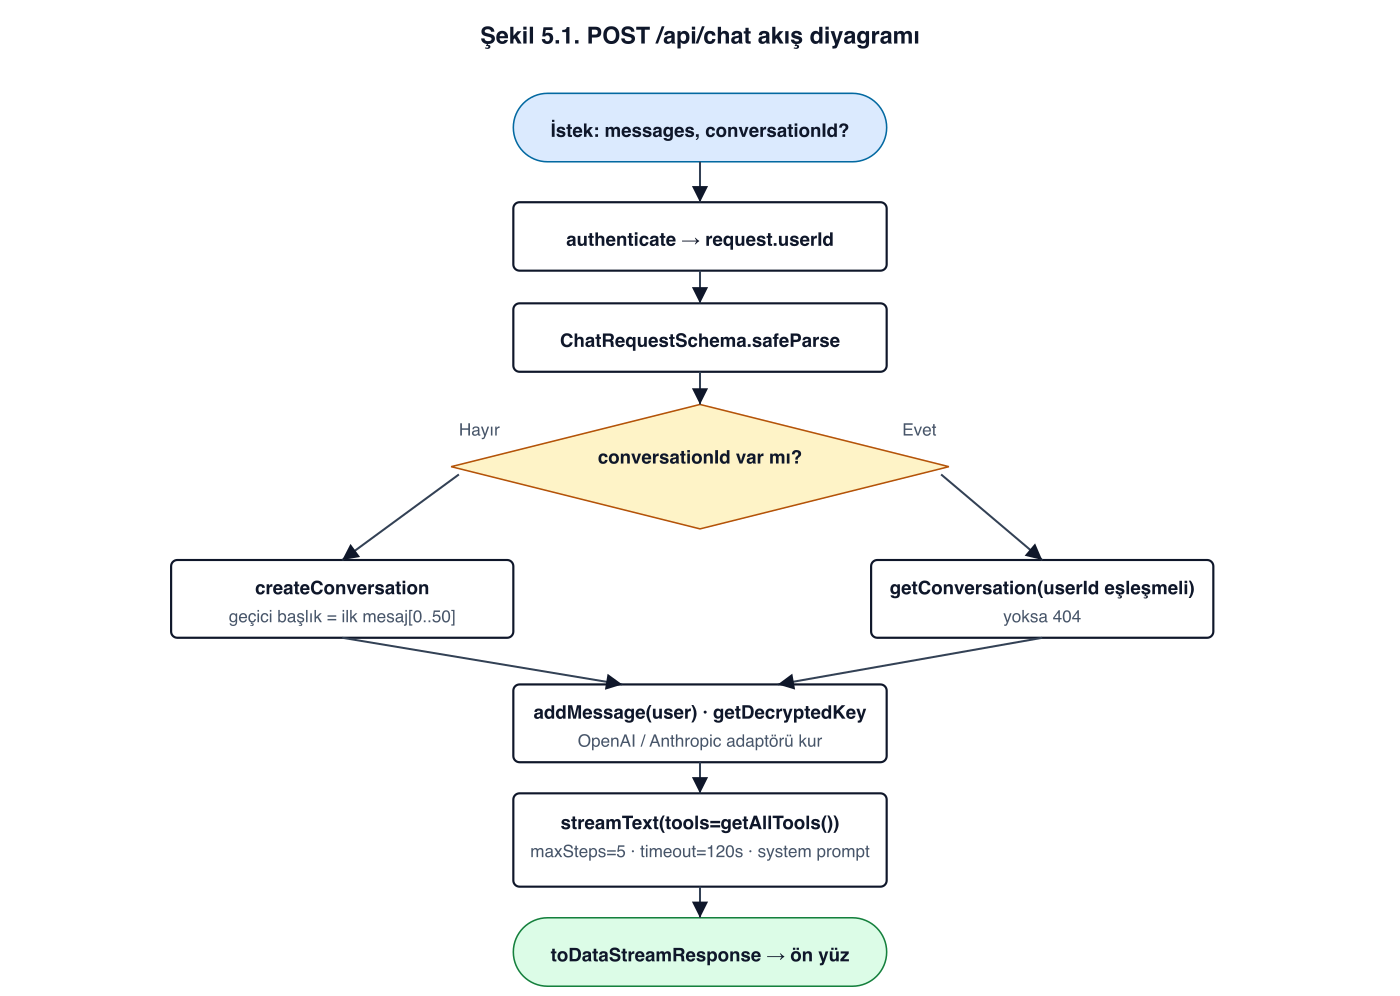 Şekil 5.1. POST /api/chat akış diyagramı
İstek: messages, conversationId?
authenticate → request.userId
ChatRequestSchema.safeParse
Hayır
Evet
conversationId var mı?
createConversation
geçici başlık = ilk mesaj[0..50]
getConversation(userId eşleşmeli)
yoksa 404
addMessage(user) · getDecryptedKey
OpenAI / Anthropic adaptörü kur
streamText(tools=getAllTools())
maxSteps=5 · timeout=120s · system prompt
toDataStreamResponse → ön yüz